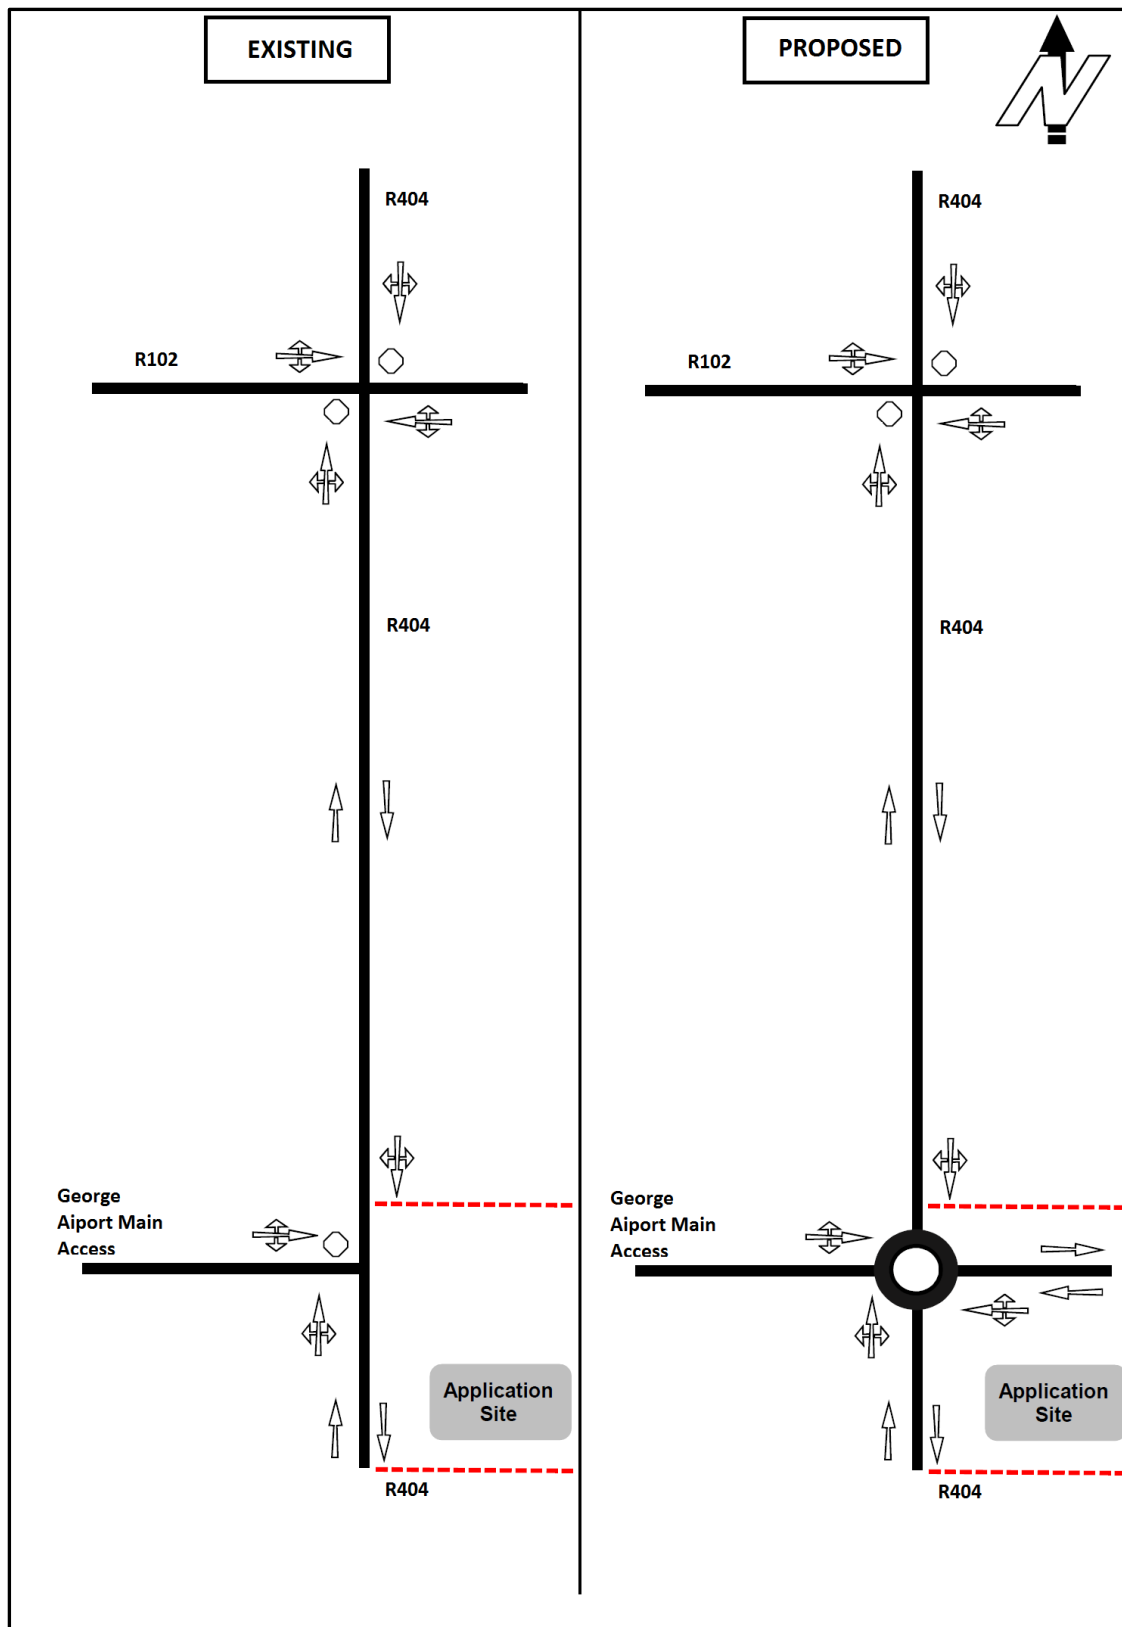 EXISTING
R404
R102
R404
George
Aiport Main
Access
Application
Site
R404
PROPOSED
N
R404
R102
R404
George
Aiport Main
Access
Application
Site
R404